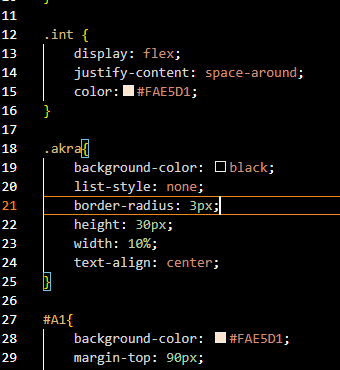 11
12 .int {
13 display: flex;
14 justify-content: space-around;
15 color: #FAE5D1;
16 }
17
18 .akra{
19 background-color: black;
20 list-style: none;
21 border-radius: 3px;
22 height: 30px;
23 width: 10%;
24 text-align: center;
25 }
26
27 #A1{
28 background-color: #FAE5D1;
29 margin-top: 90px;